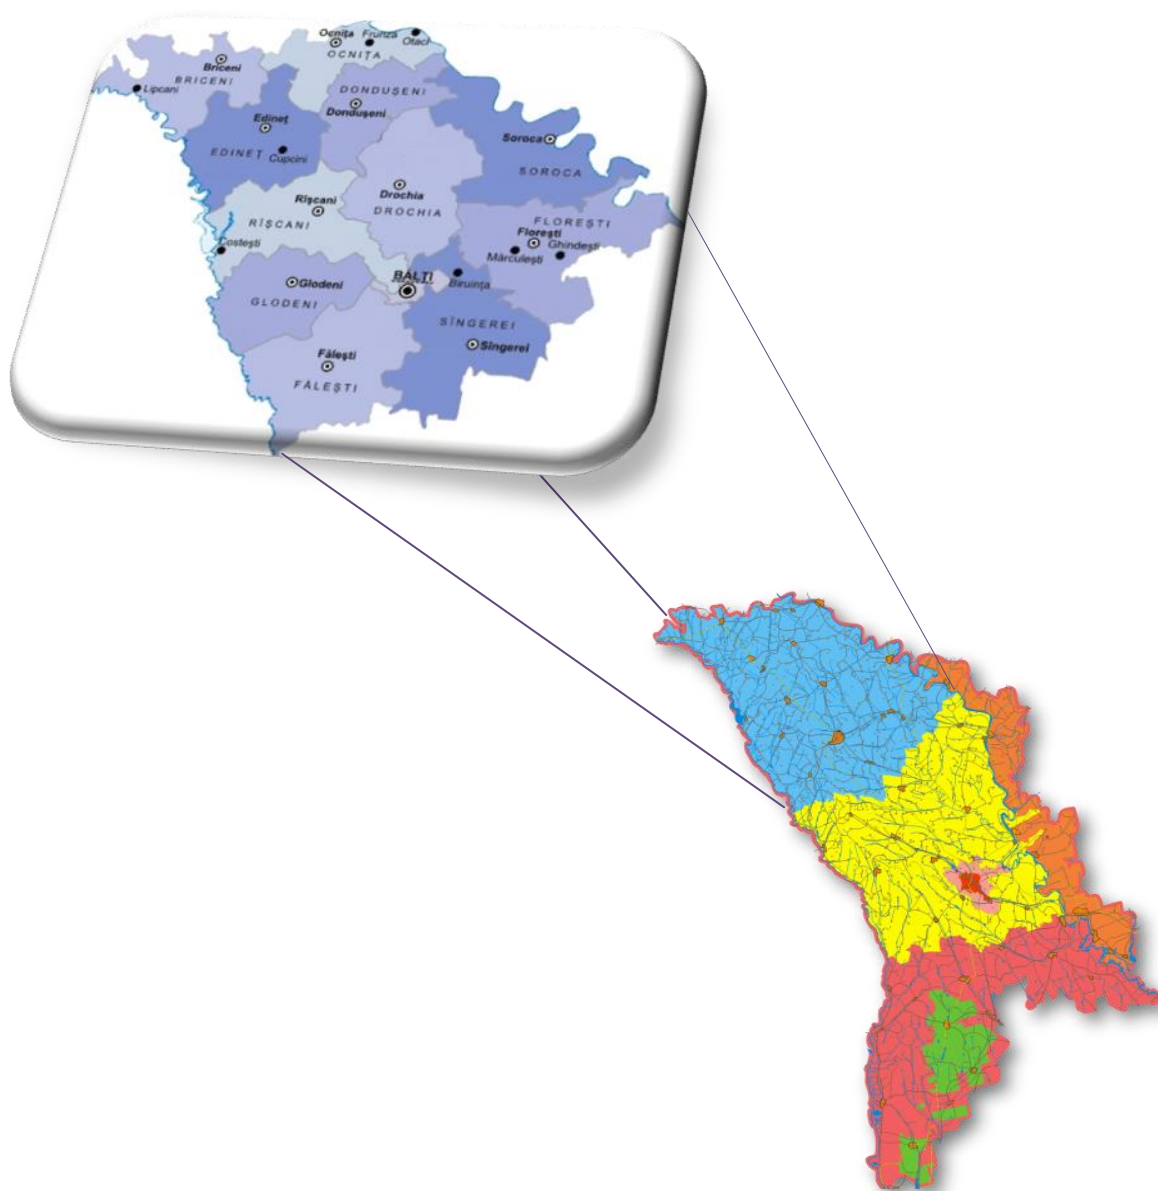 Ocnița
Frunza
Otaci
OCNIȚA
Briceni
BRICENI
Lipcani
DONDUȘENI
Dondușeni
Edineț
EDINEȚ
Cupcini
Soroca
SOROCA
Rîșcani
RÎȘCANI
Drochia
DROCHIA
FLOREȘTI
Florești
Ghindești
Mărculești
Costești
BĂLȚI
Biruința
Glodeni
GLODENI
SÎNGEREI
Sîngerei
Fălești
FĂLEȘTI